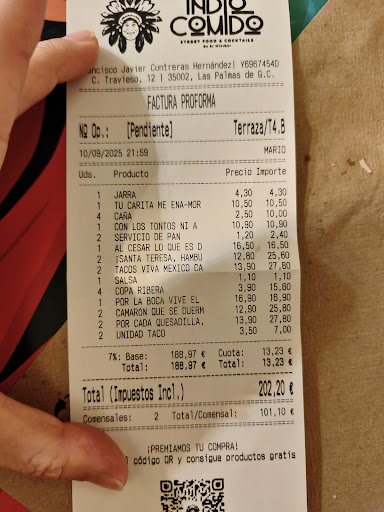 INDIO
COMIDO
STREET FOOD & COCKTAILS
Francisco Javier Contreras Hernández| Y6967454D
C. Travieso, 12 | 35002, Las Palmas de G.C.
FACTURA PROFORMA
Nº Op.: [Pendiente] Terraza/T4.B
10/09/2025 21:59 MARIO
Uds. Producto Precio Importe
1 JARRA 4,30 4,30
1 TU CARITA ME ENA-MOR 10,50 10,50
4 CAÑA 2,50 10,00
1 CON LOS TONTOS NI A 10,90 10,90
2 SERVICIO DE PAN 1,20 2,40
1 AL CESAR LO QUE ES D 16,50 16,50
2 ¡SANTA TERESA, HAMBU 12,80 25,60
2 TACOS VIVA MEXICO CA 13,90 27,80
1 SALSA 1,10 1,10
4 COPA RIBERA 3,90 15,60
1 POR LA BOCA VIVE EL 16,90 16,90
2 CAMARÓN QUE SE DUERM 12,90 25,80
2 POR CADA QUESADILLA, 13,90 27,80
2 UNIDAD TACO 3,50 7,00
7%: Base: 188,97 € Cuota: 13,23 €
Total: 188,97 € Total: 13,23 €
Total (Impuestos Incl.) 202,20 €
Comensales: 2 Total/Comensal: 101,10 €
¡PREMIAMOS TU COMPRA!
código QR y consigue productos gratis